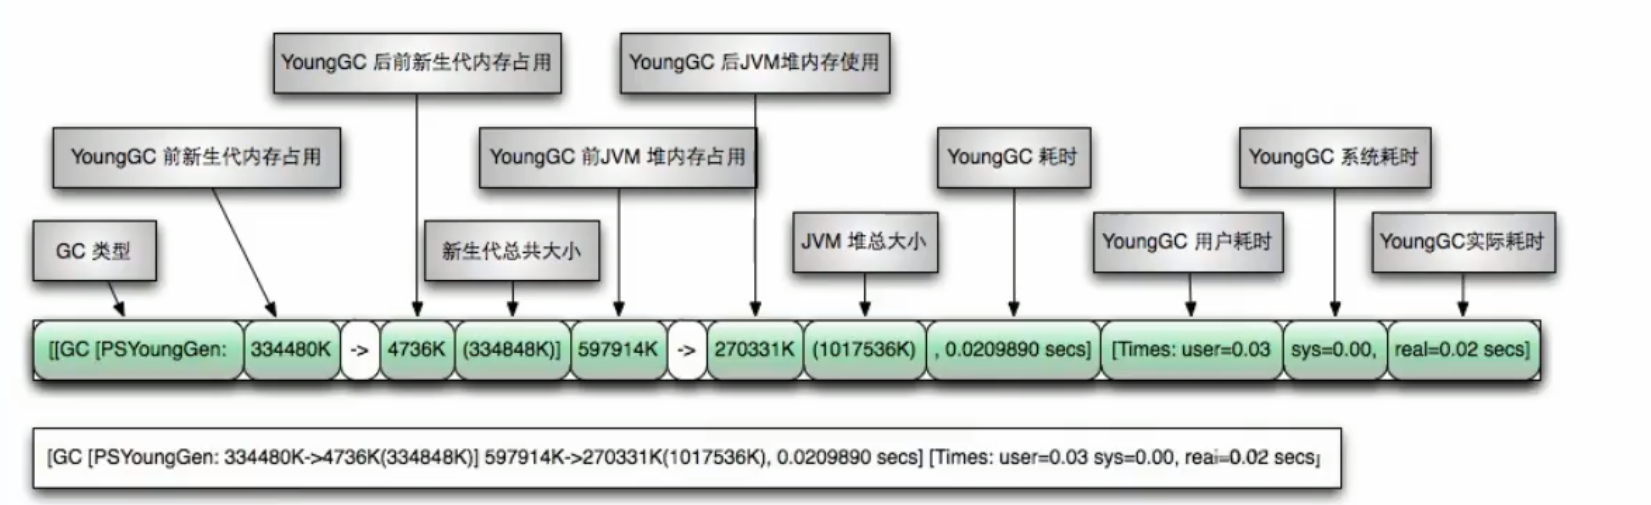 YoungGC 后前新生代内存占用
YoungGC 后JVM堆内存使用
YoungGC 前新生代内存占用
YoungGC 前JVM 堆内存占用
YoungGC 耗时
YoungGC 系统耗时
GC 类型
新生代总共大小
JVM 堆总大小
YoungGC 用户耗时
YoungGC实际耗时
[[GC [PSYoungGen: 334480K -> 4736K (334848K)] 597914K -> 270331K (1017536K) , 0.0209890 secs] [Times: user=0.03 sys=0.00, real=0.02 secs]
[GC [PSYoungGen: 334480K->4736K(334848K)] 597914K->270331K(1017536K), 0.0209890 secs] [Times: user=0.03 sys=0.00, real=0.02 secs]